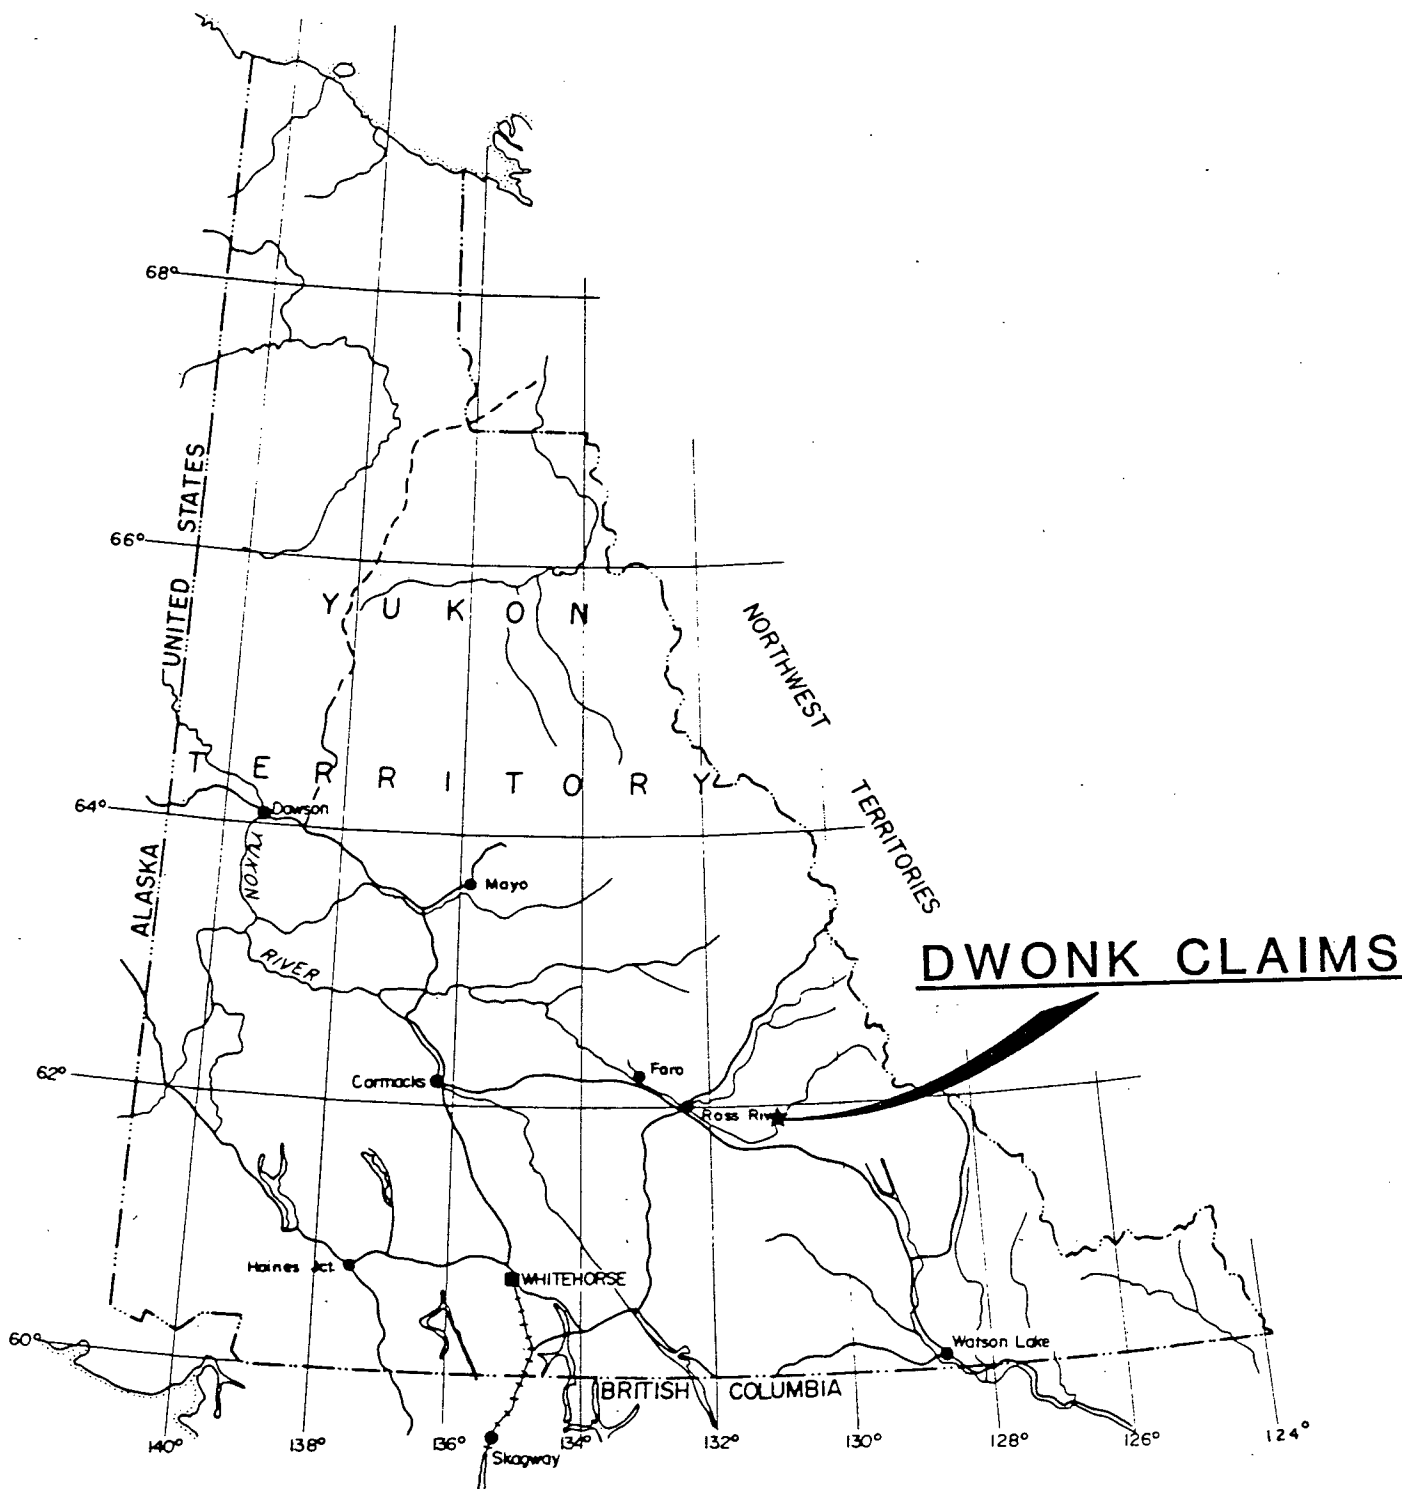 68°
66°
UNITED STATES
YUKON
NORTHWEST
TERRITORY
64°
Dawson
YUKON
Mayo
TERRITORIES
ALASKA
RIVER
DWONK CLAIMS
62°
Faro
Carmacks
Ross River
Haines Jct.
WHITEHORSE
60°
Watson Lake
BRITISH COLUMBIA
140° 138° 136° 134° 132° 130° 128° 126° 124°
Skagway